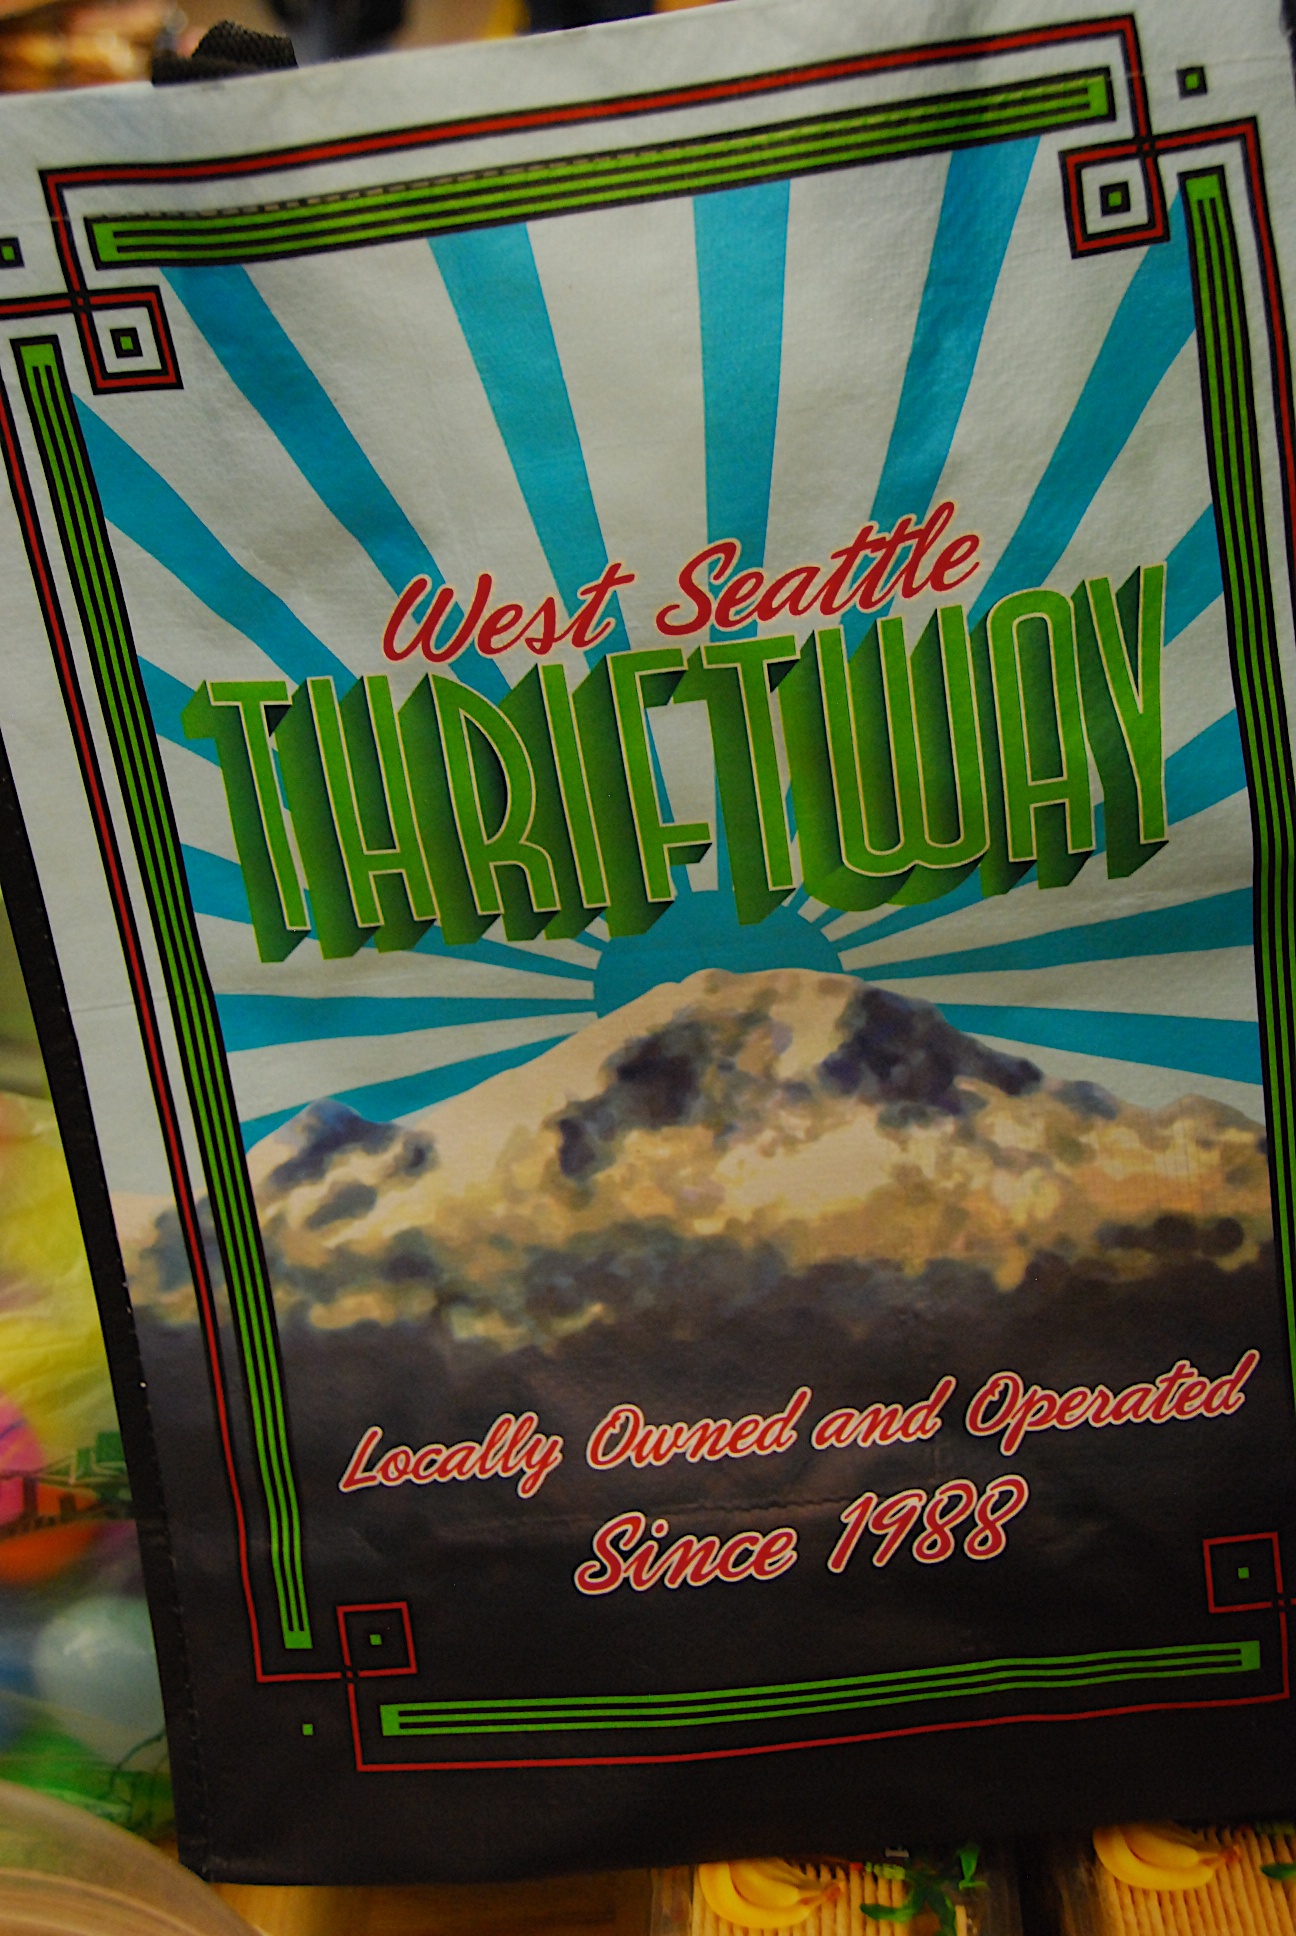 West Seattle
THRIFTWAY
Locally Owned and Operated
Since 1988